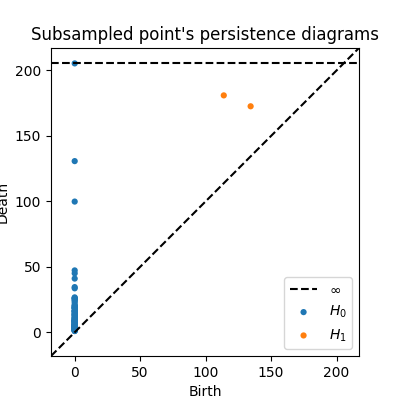 Subsampled point's persistence diagrams
200
150
100
50
0
Death
0 50 100 150 200
Birth
∞
H₀
H₁